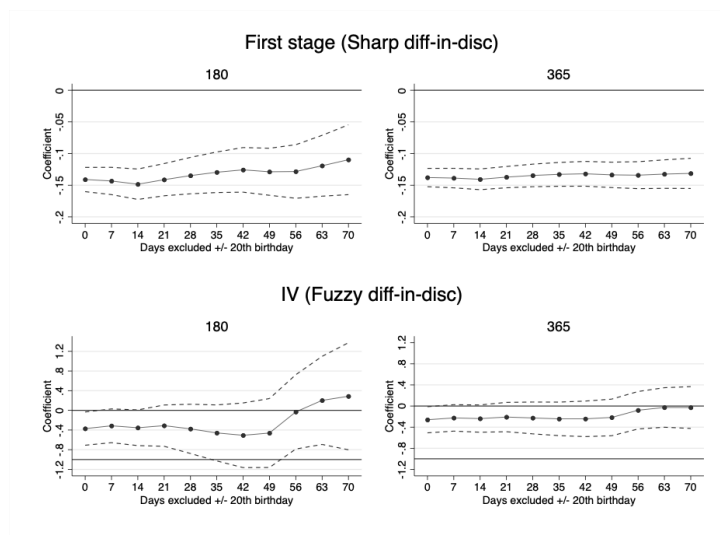 First stage (Sharp diff-in-disc)
180
365
Coefficient
0
-.05
-.1
-.15
-.2
0 7 14 21 28 35 42 49 56 63 70
Days excluded +/- 20th birthday
Coefficient
0
-.05
-.1
-.15
-.2
0 7 14 21 28 35 42 49 56 63 70
Days excluded +/- 20th birthday
IV (Fuzzy diff-in-disc)
180
365
Coefficient
1.2
.8
.4
0
-.4
-.8
-1.2
0 7 14 21 28 35 42 49 56 63 70
Days excluded +/- 20th birthday
Coefficient
1.2
.8
.4
0
-.4
-.8
-1.2
0 7 14 21 28 35 42 49 56 63 70
Days excluded +/- 20th birthday